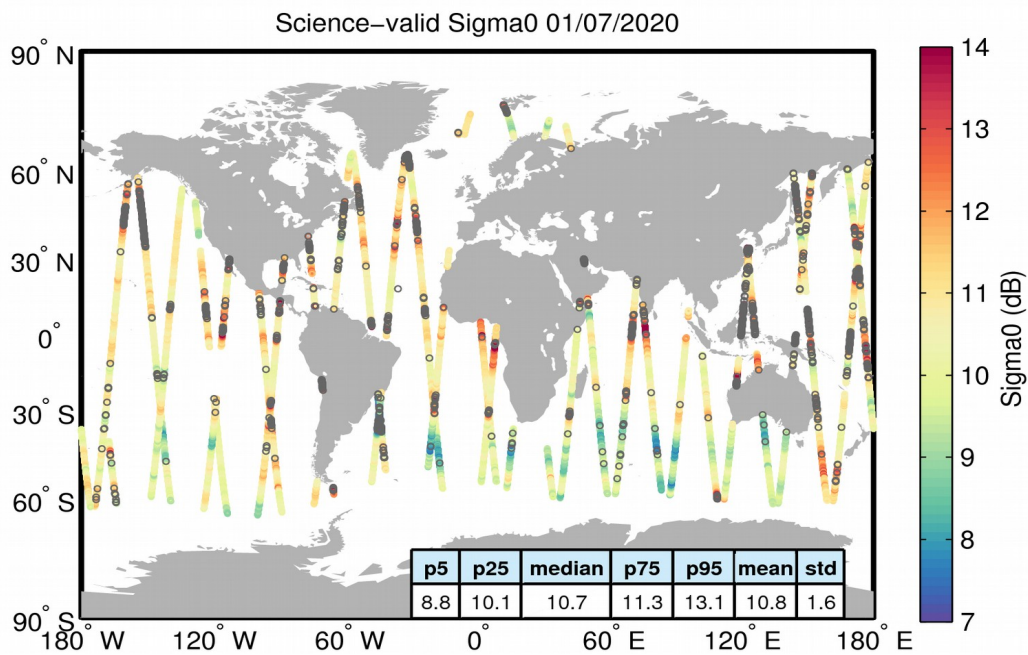 Science−valid Sigma0 01/07/2020
90° N
60° N
30° N
0°
30° S
60° S
90° S
180° W
120° W
60° W
0°
60° E
120° E
180° E
14
13
12
11
10
9
8
7
Sigma0 (dB)
p5 p25 median p75 p95 mean std
8.8 10.1 10.7 11.3 13.1 10.8 1.6